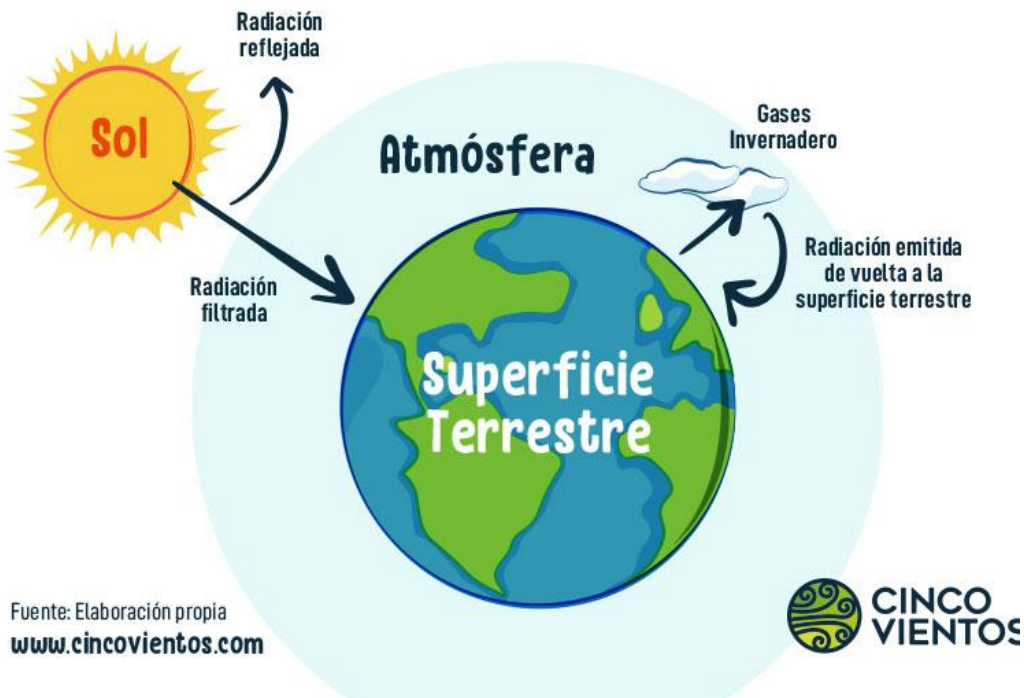 Radiación
reflejada
Sol
Atmósfera
Gases
Invernadero
Radiación
filtrada
Radiación emitida
de vuelta a la
superficie terrestre
Superficie
Terrestre
Fuente: Elaboración propia
www.cincovientos.com
CINCO
VIENTOS